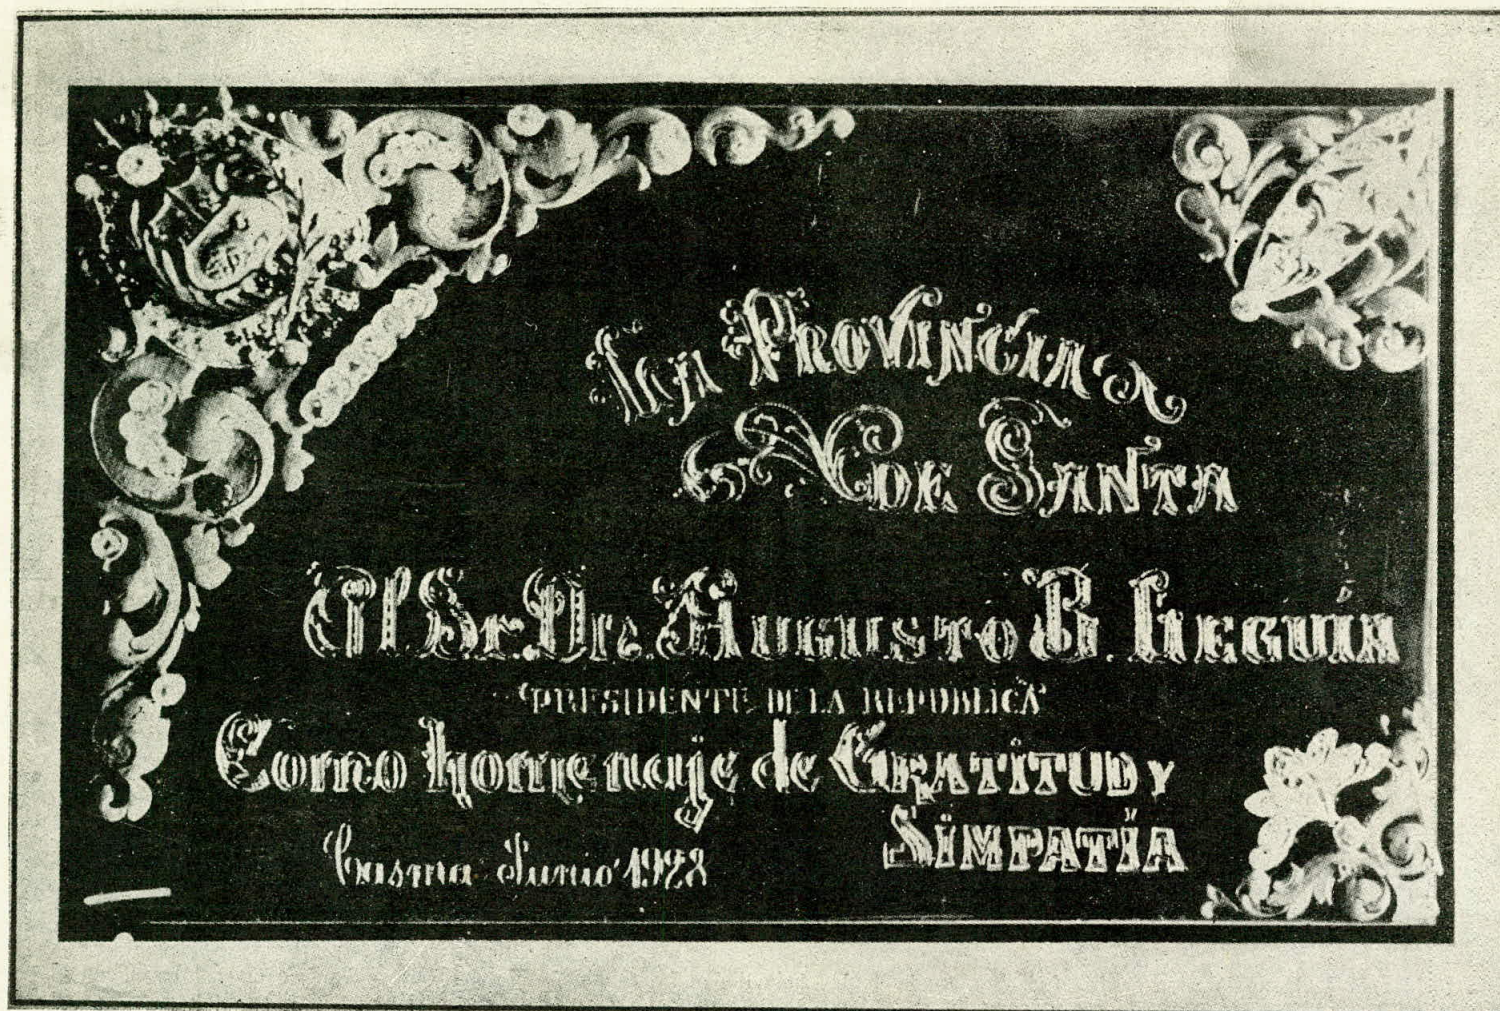 La Provincia
de Santa
Al Sr. Dr. Augusto B. Leguía
PRESIDENTE DE LA REPUBLICA
Como homenaje de Gratitud y
Simpatía
Casma Junio 1928